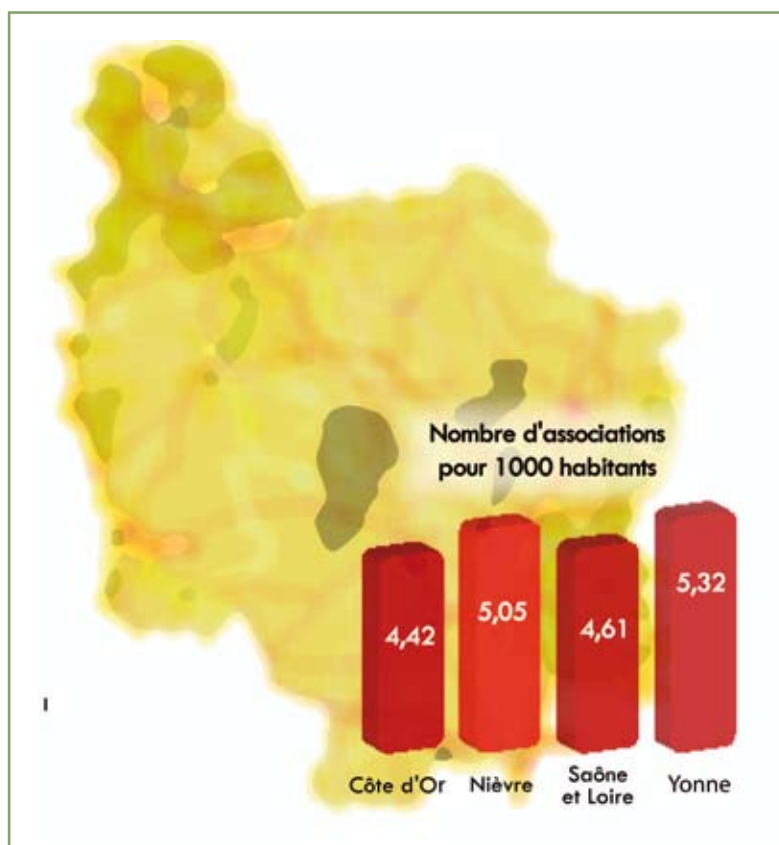 Nombre d'associations
pour 1000 habitants
4,42
5,05
4,61
5,32
Côte d'Or
Nièvre
Saône
et Loire
Yonne